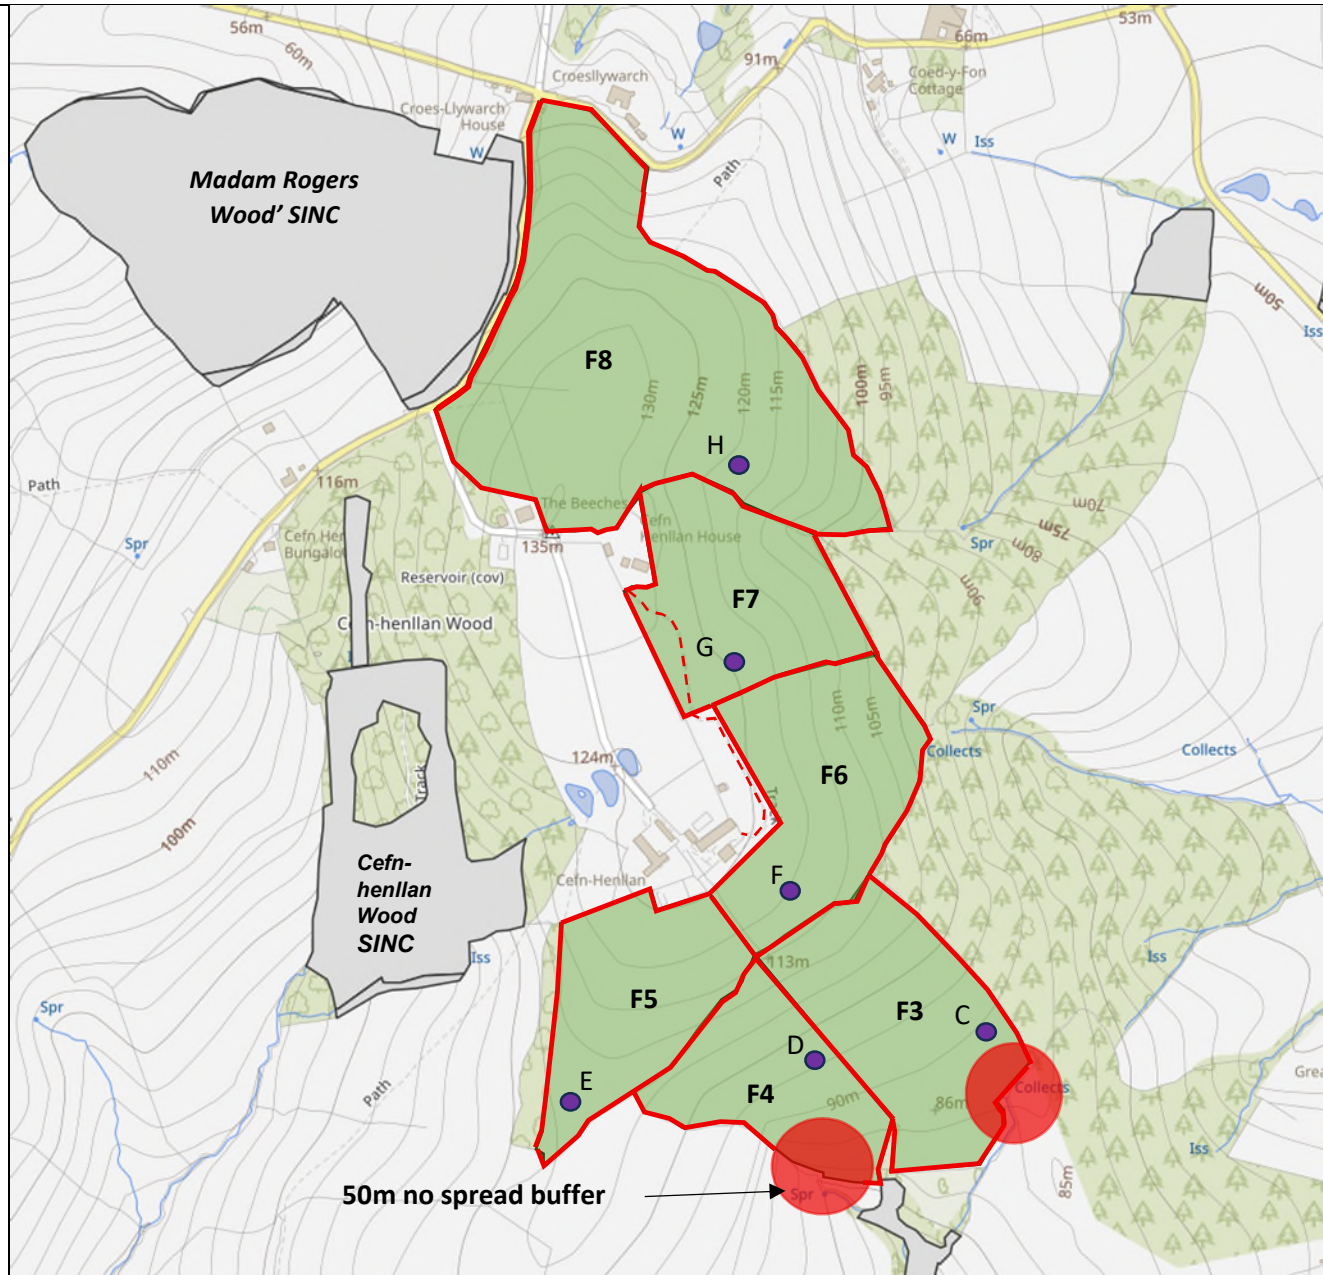 56m
60m
53m
66m
91m
Croesllywarch
Coed-y-Fon
Cottage
Croes-Llywarch
House
W
W
W
Iss
Path
Madam Rogers
Wood’ SINC
50m
Iss
F8
130m
125m
120m
115m
100m
95m
H
116m
Path
The Beeches
Cefn
Henllan House
70m
75m
80m
Spr
Spr
135m
Reservoir (cov)
90m
F7
G
110m
105m
Spr
Collects
Collects
124m
F6
Track
110m
100m
Cefn-
henllan
Wood
SINC
Cefn-Henllan
F
Iss
113m
Iss
F5
F3
C
Spr
D
E
F4
90m
86m
Collects
Path
Iss
85m
50m no spread buffer
Spr